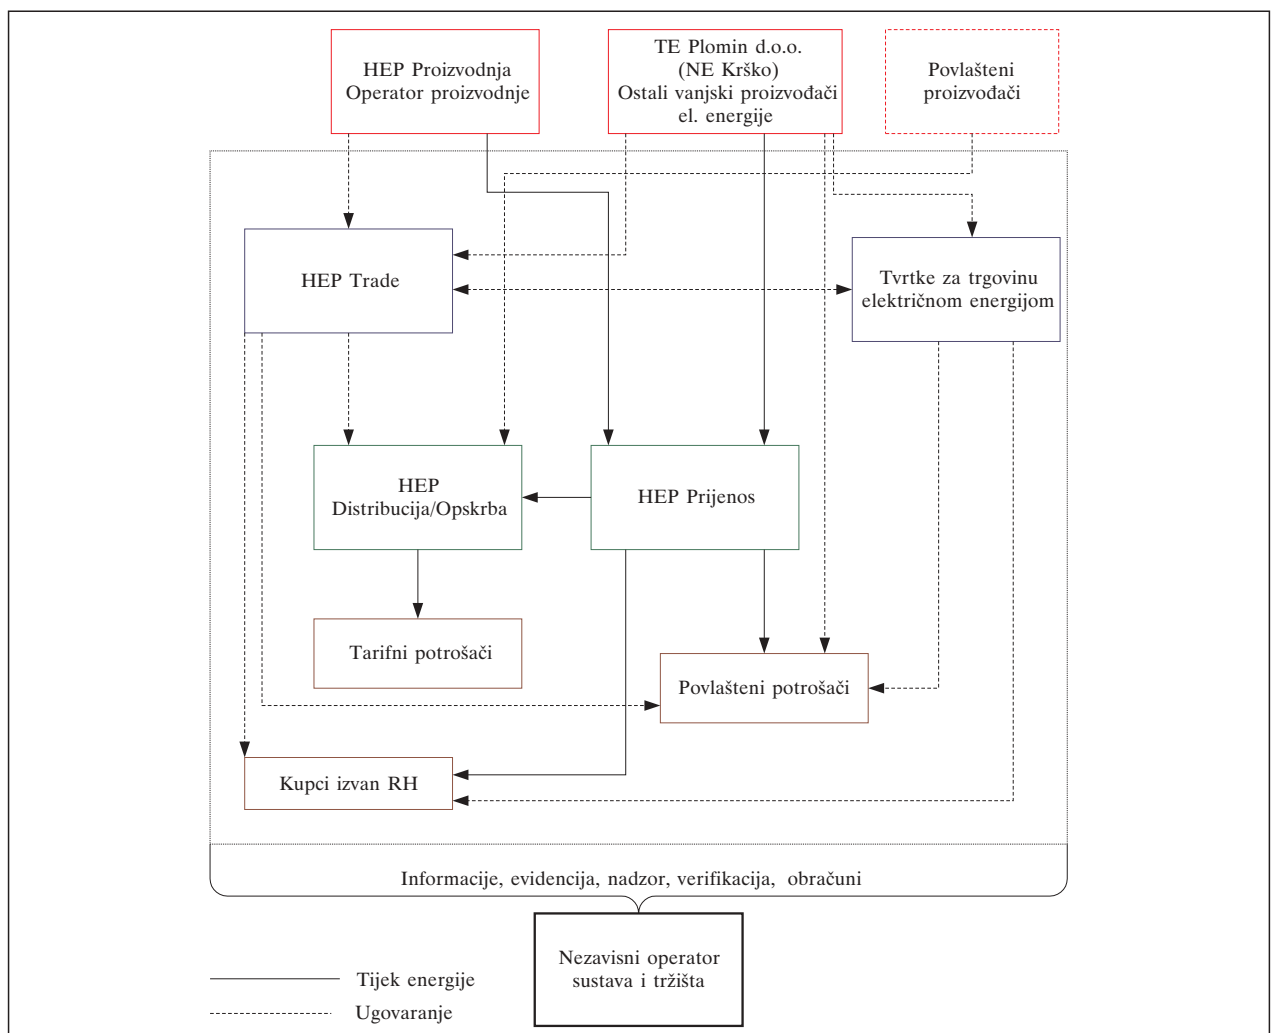 HEP Proizvodnja
Operator proizvodnje
TE Plomin d.o.o.
(NE Krško)
Ostali vanjski proizvođači
el. energije
Povlašteni
proizvođači
HEP Trade
Tvrtke za trgovinu
električnom energijom
HEP
Distribucija/Opskrba
HEP Prijenos
Tarifni potrošači
Povlašteni potrošači
Kupci izvan RH
Informacije, evidencija, nadzor, verifikacija, obračuni
Nezavisni operator
sustava i tržišta
Tijek energije
Ugovaranje